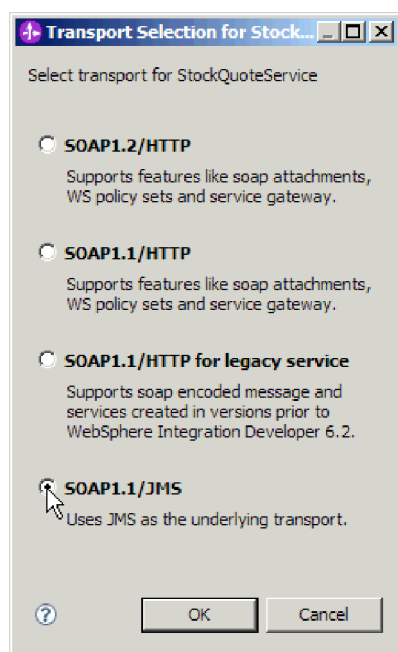 Transport Selection for Stock...
Select transport for StockQuoteService
SOAP1.2/HTTP
Supports features like soap attachments,
WS policy sets and service gateway.
SOAP1.1/HTTP
Supports features like soap attachments,
WS policy sets and service gateway.
SOAP1.1/HTTP for legacy service
Supports soap encoded message and
services created in versions prior to
WebSphere Integration Developer 6.2.
SOAP1.1/JMS
Uses JMS as the underlying transport.
? OK Cancel